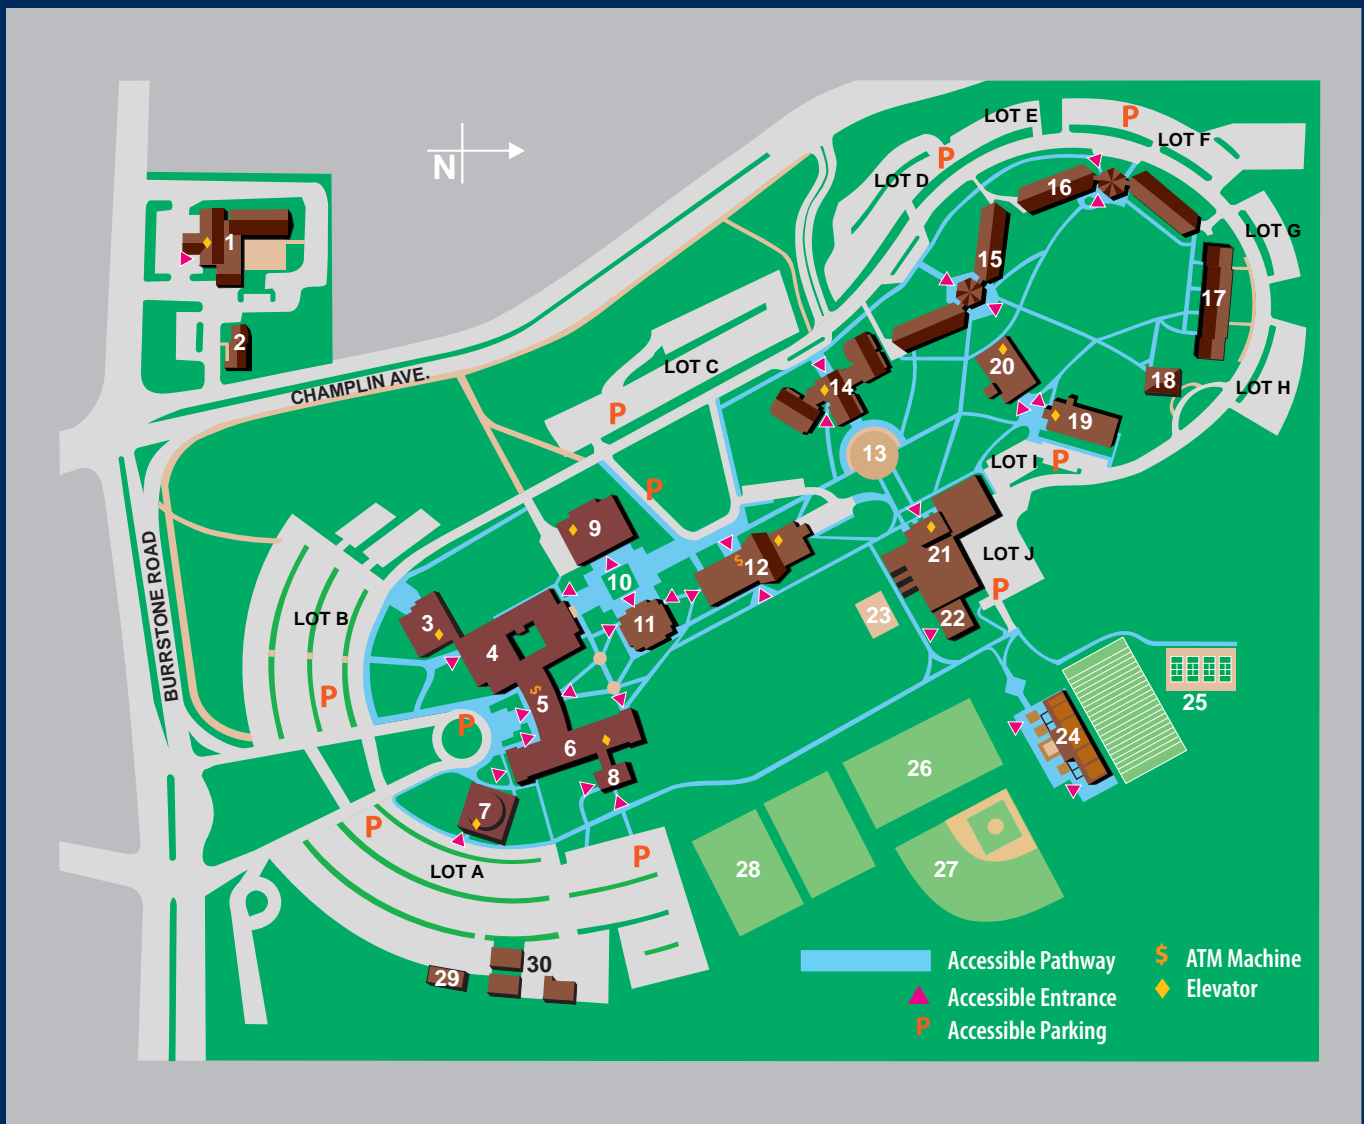 LOT E
P
LOT F
N
P
LOT D
16
LOT G
1
15
17
2
LOT C
20
18
CHAMPLIN AVE.
14
LOT H
P
19
13
LOT I
P
P
9
21
LOT J
12
10
P
BURRSTONE ROAD
LOT B
3
11
23
22
4
P
5
P
25
6
24
26
8
7
P
P
28
27
LOT A
30
29
Accessible Pathway
$ ATM Machine
Accessible Entrance
Elevator
P Accessible Parking
$
$